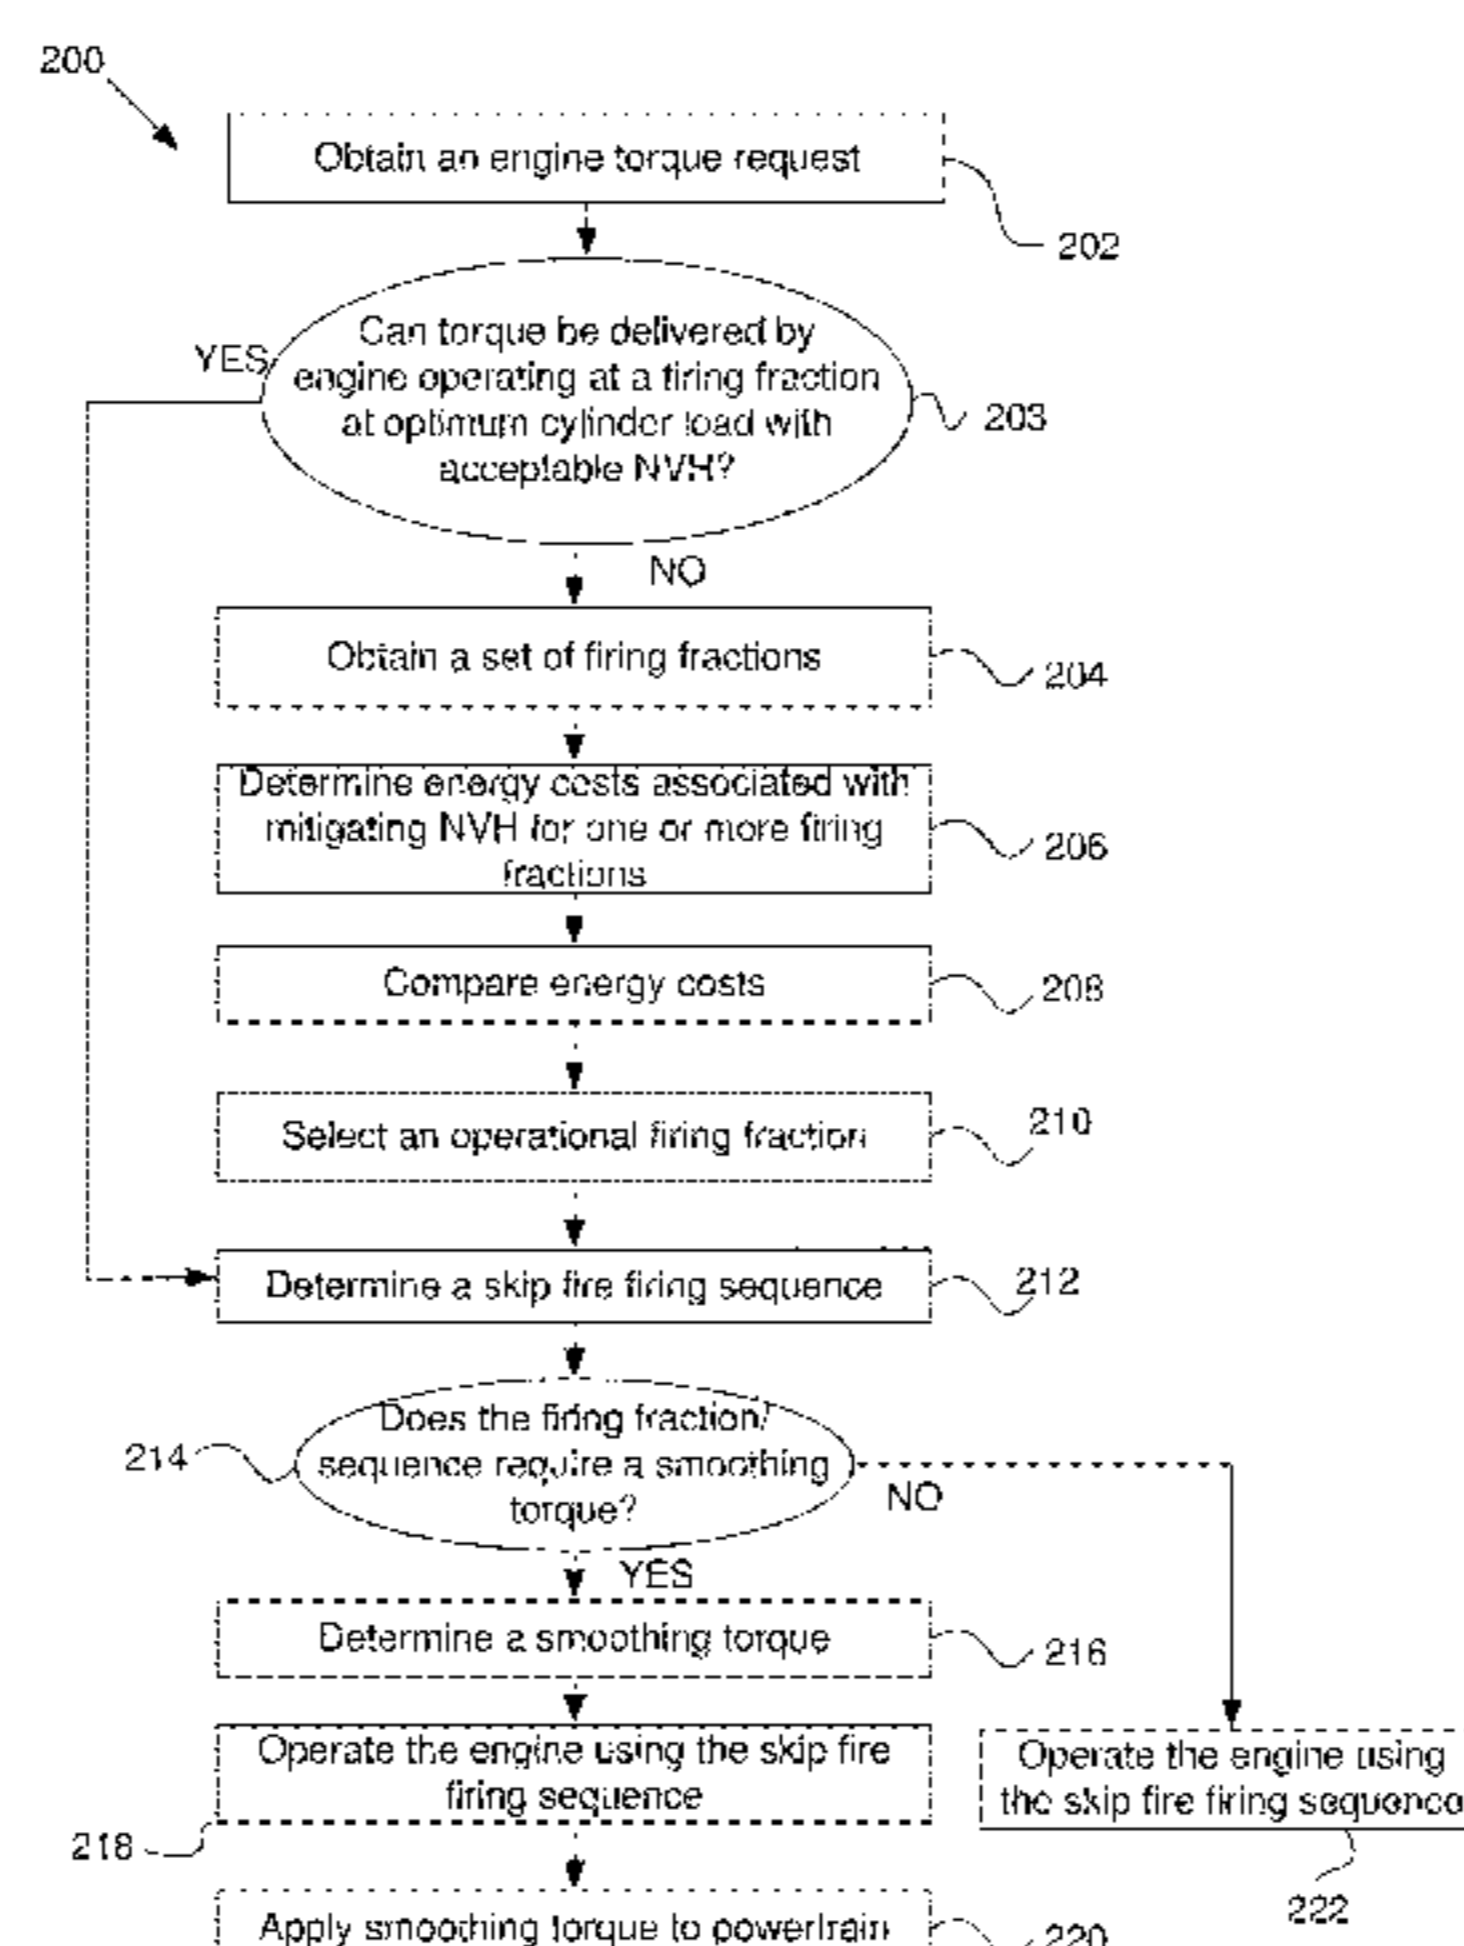 200
Obtain an engine torque request
202
Can torque be delivered by
YES
engine operating at a firing fraction
at optimum cylinder load with
203
acceptable NVH?
NO
Obtain a set of firing fractions
204
Determine energy costs associated with
mitigating NVH for one or more firing
206
fractions
Compare energy costs
208
Select an operational firing fraction
210
Determine a skip fire firing sequence
212
Does the firing fraction/
214
sequence require a smoothing
NO
torque?
YES
Determine a smoothing torque
216
Operate the engine using the skip fire
firing sequence
218
Operate the engine using
the skip fire firing sequence
222
Apply smoothing torque to powertrain
220